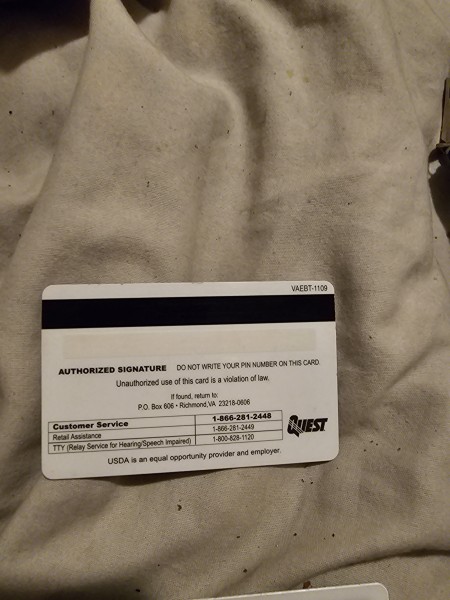 VAEBT-1109
AUTHORIZED SIGNATURE DO NOT WRITE YOUR PIN NUMBER ON THIS CARD.
Unauthorized use of this card is a violation of law.
If found, return to:
P.O. Box 606 • Richmond,VA 23218-0606
Customer Service 1-866-281-2448
Retail Assistance 1-866-281-2449
TTY (Relay Service for Hearing/Speech impaired) 1-800-828-1120
QUEST
USDA is an equal opportunity provider and employer.